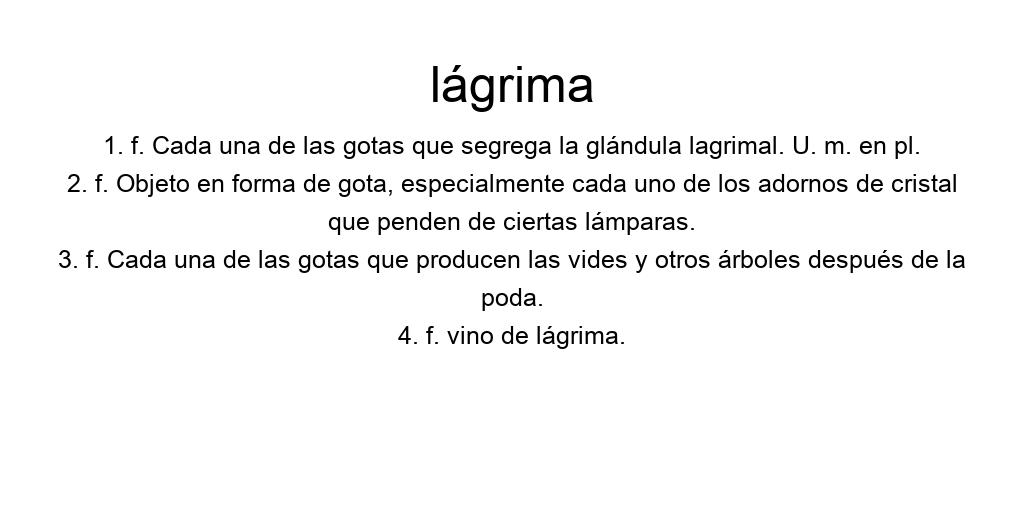 lágrima
1. f. Cada una de las gotas que segrega la glándula lagrimal. U. m. en pl.
2. f. Objeto en forma de gota, especialmente cada uno de los adornos de cristal
que penden de ciertas lámparas.
3. f. Cada una de las gotas que producen las vides y otros árboles después de la
poda.
4. f. vino de lágrima.